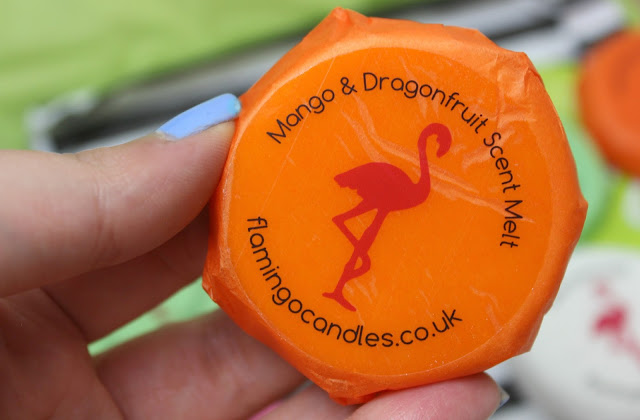 Mango & Dragonfruit Scent Melt
flamingocandles.co.uk